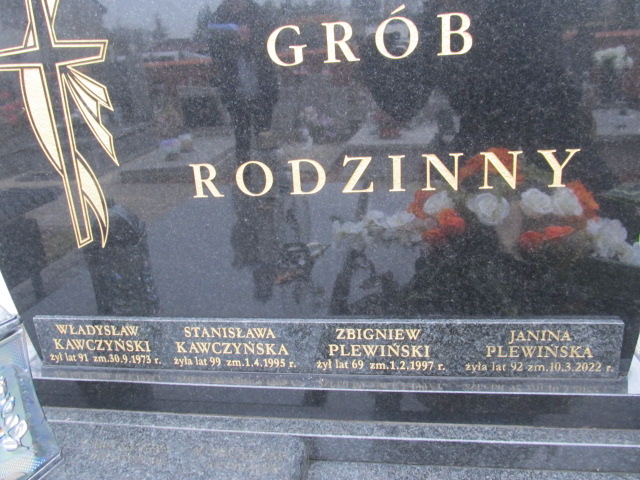 GRÓB
RODZINNY
WŁADYSŁAW
KAWCZYŃSKI
żył lat 91 zm.30.9.1973 r.
STANISŁAWA
KAWCZYŃSKA
żyła lat 99 zm.1.4.1995 r.
ZBIGNIEW
PLEWIŃSKI
żył lat 69 zm.1.2.1997 r.
JANINA
PLEWIŃSKA
żyła lat 92 zm.10.3.2022 r.